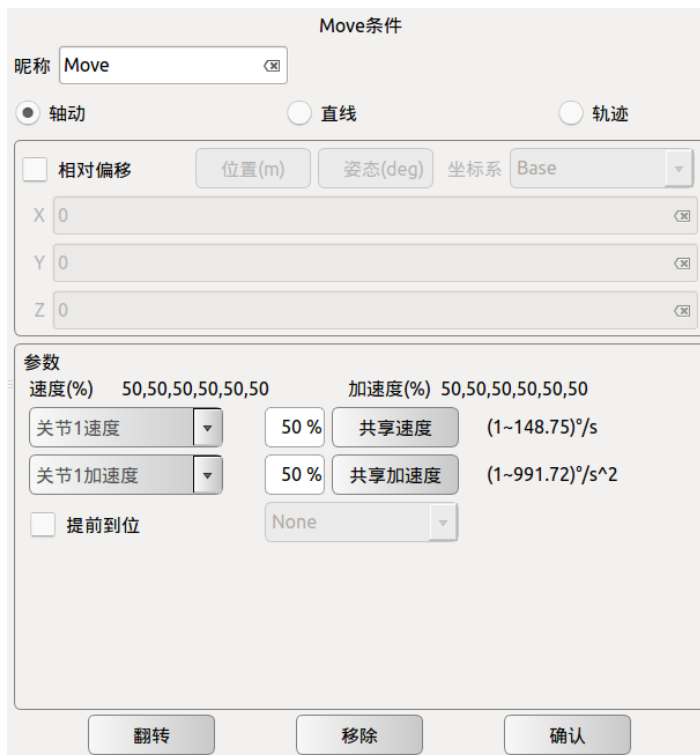 Move条件
昵称 Move
轴动 直线 轨迹
相对偏移 位置(m) 姿态(deg) 坐标系 Base
X 0
Y 0
Z 0
参数
速度(%) 50,50,50,50,50,50 加速度(%) 50,50,50,50,50,50
关节1速度 50 % 共享速度 (1~148.75)°/s
关节1加速度 50 % 共享加速度 (1~991.72)°/s^2
提前到位 None
翻转 移除 确认